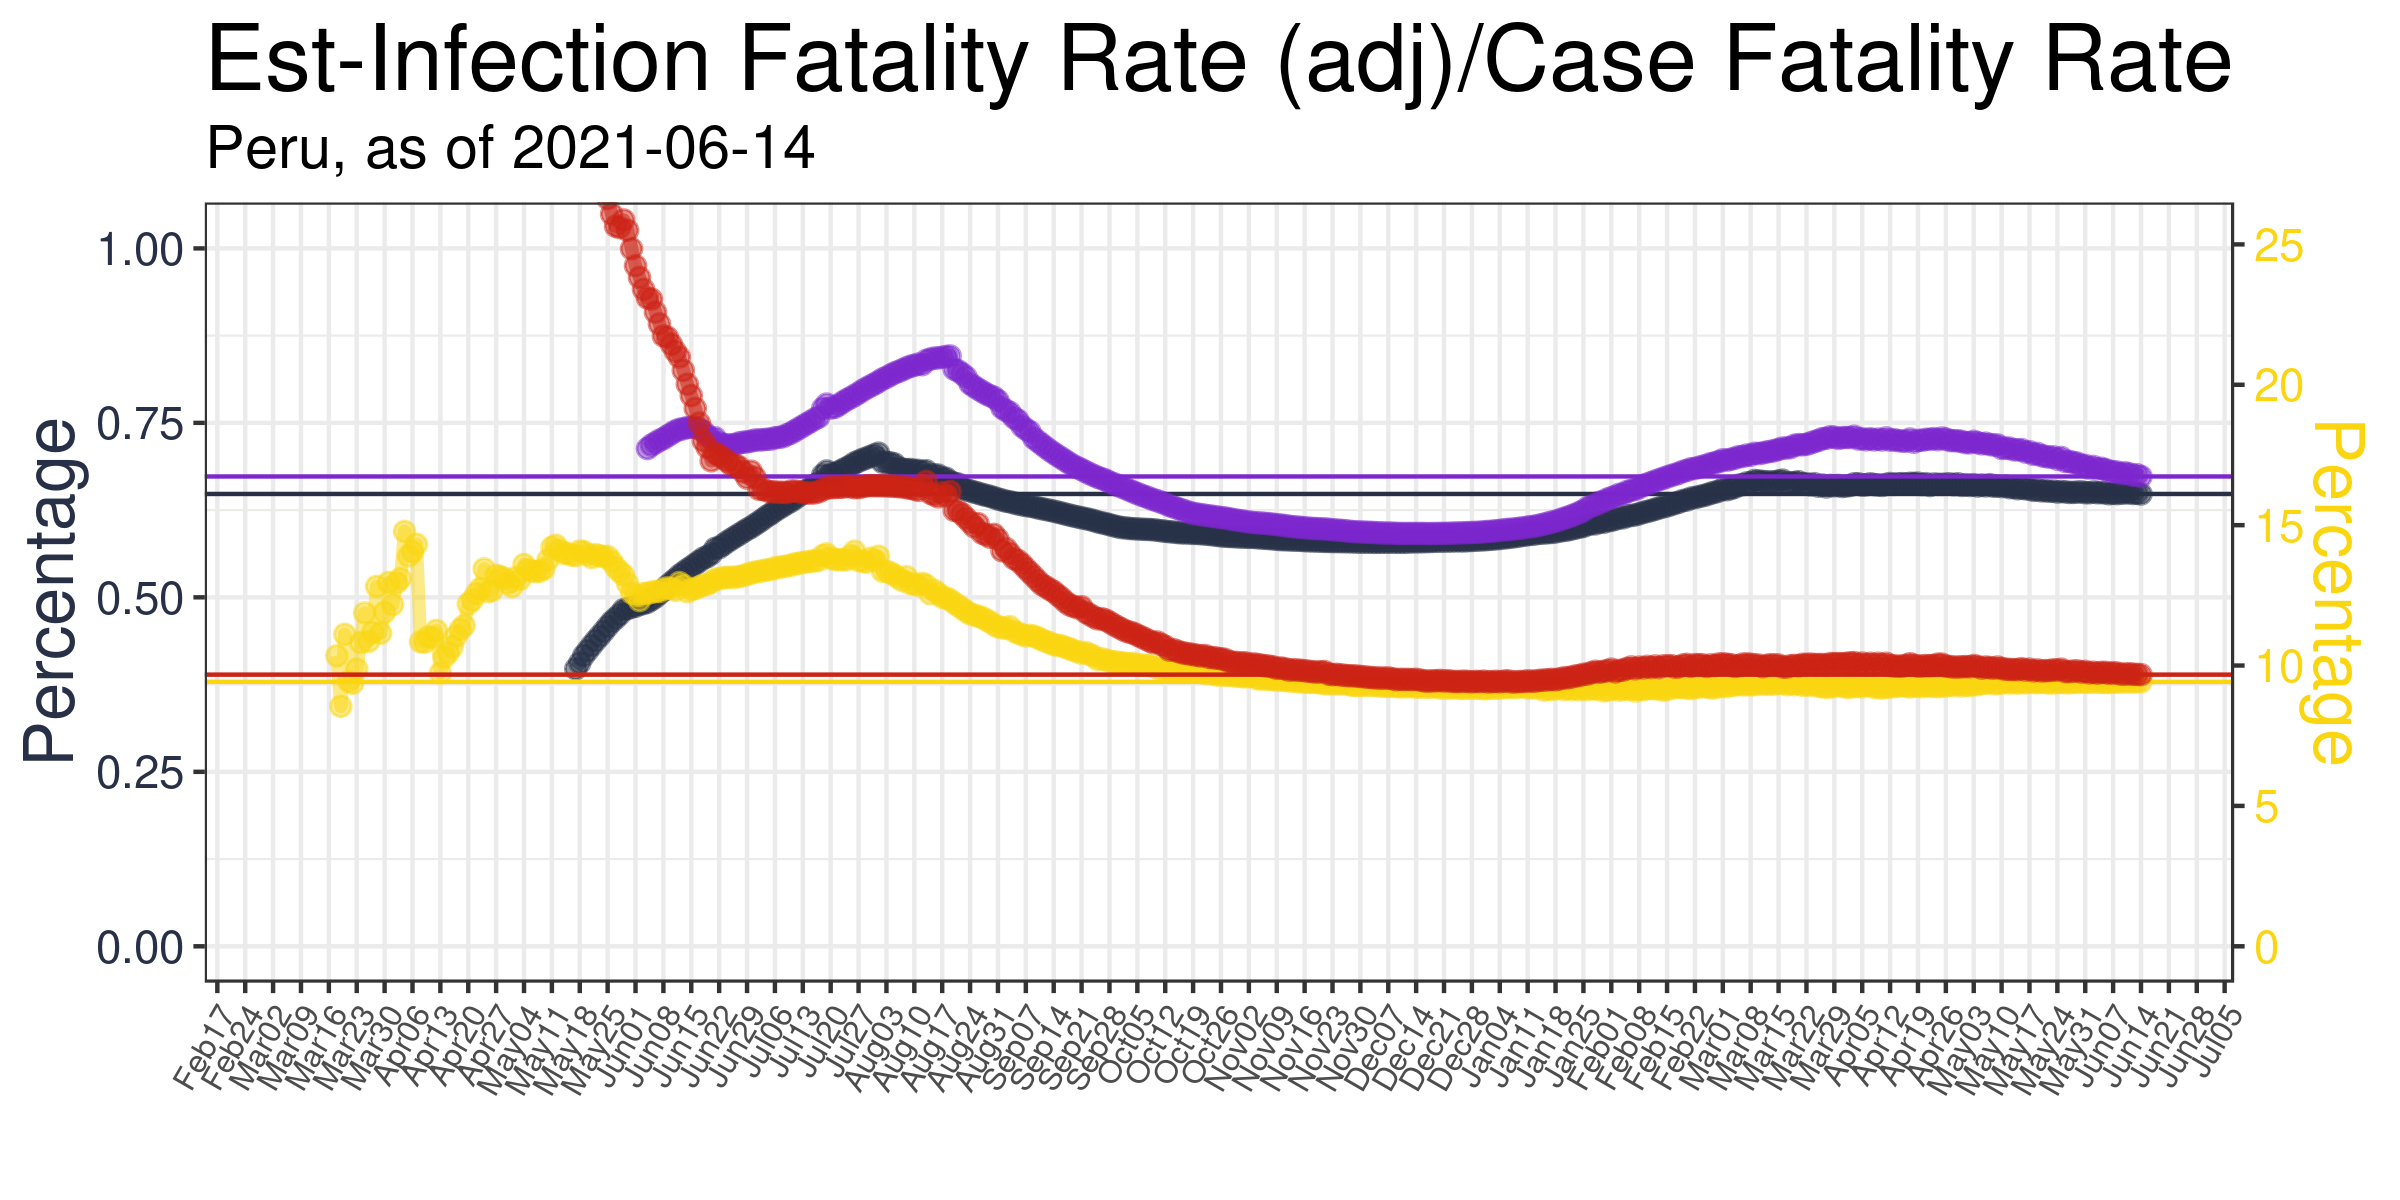 Est-Infection Fatality Rate (adj)/Case Fatality Rate
Peru, as of 2021-06-14
Percentage
1.00
0.75
0.50
0.25
0.00
25
20
15
10
5
0
Percentage
Feb17
Feb24
Mar02
Mar09
Mar16
Mar23
Mar30
Apr06
Apr13
Apr20
Apr27
May04
May11
May18
May25
Jun01
Jun08
Jun15
Jun22
Jun29
Jul06
Jul13
Jul20
Jul27
Aug03
Aug10
Aug17
Aug24
Aug31
Sep07
Sep14
Sep21
Sep28
Oct05
Oct12
Oct19
Oct26
Nov02
Nov09
Nov16
Nov23
Nov30
Dec07
Dec14
Dec21
Dec28
Jan04
Jan11
Jan18
Jan25
Feb01
Feb08
Feb15
Feb22
Mar01
Mar08
Mar15
Mar22
Mar29
Apr05
Apr12
Apr19
Apr26
May03
May10
May17
May24
May31
Jun07
Jun14
Jun21
Jun28
Jul05